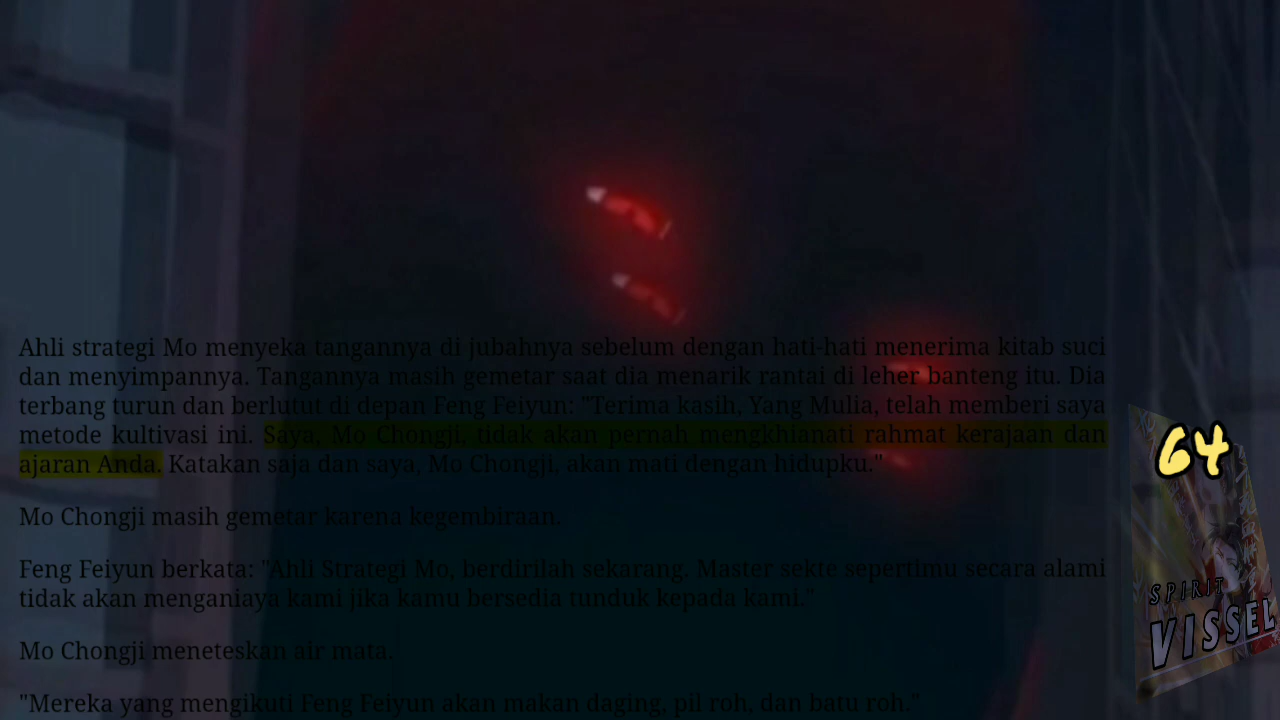 Ahli strategi Mo menyeka tangannya di jubahnya sebelum dengan hati-hati menerima kitab suci
dan menyimpannya. Tangannya masih gemetar saat dia menarik rantai di leher banteng itu. Dia
terbang turun dan berlutut di depan Feng Feiyun: "Terima kasih, Yang Mulia, telah memberi saya
metode kultivasi ini. Saya, Mo Chongji, tidak akan pernah mengkhianati rahmat kerajaan dan
ajaran Anda. Katakan saja dan saya, Mo Chongji, akan mati dengan hidupku."
Mo Chongji masih gemetar karena kegembiraan.
Feng Feiyun berkata: "Ahli Strategi Mo, berdirilah sekarang. Master sekte sepertimu secara alami
tidak akan menganiaya kami jika kamu bersedia tunduk kepada kami."
Mo Chongji meneteskan air mata.
"Mereka yang mengikuti Feng Feiyun akan makan daging, pil roh, dan batu roh."
64
SPIRIT
VISSEL